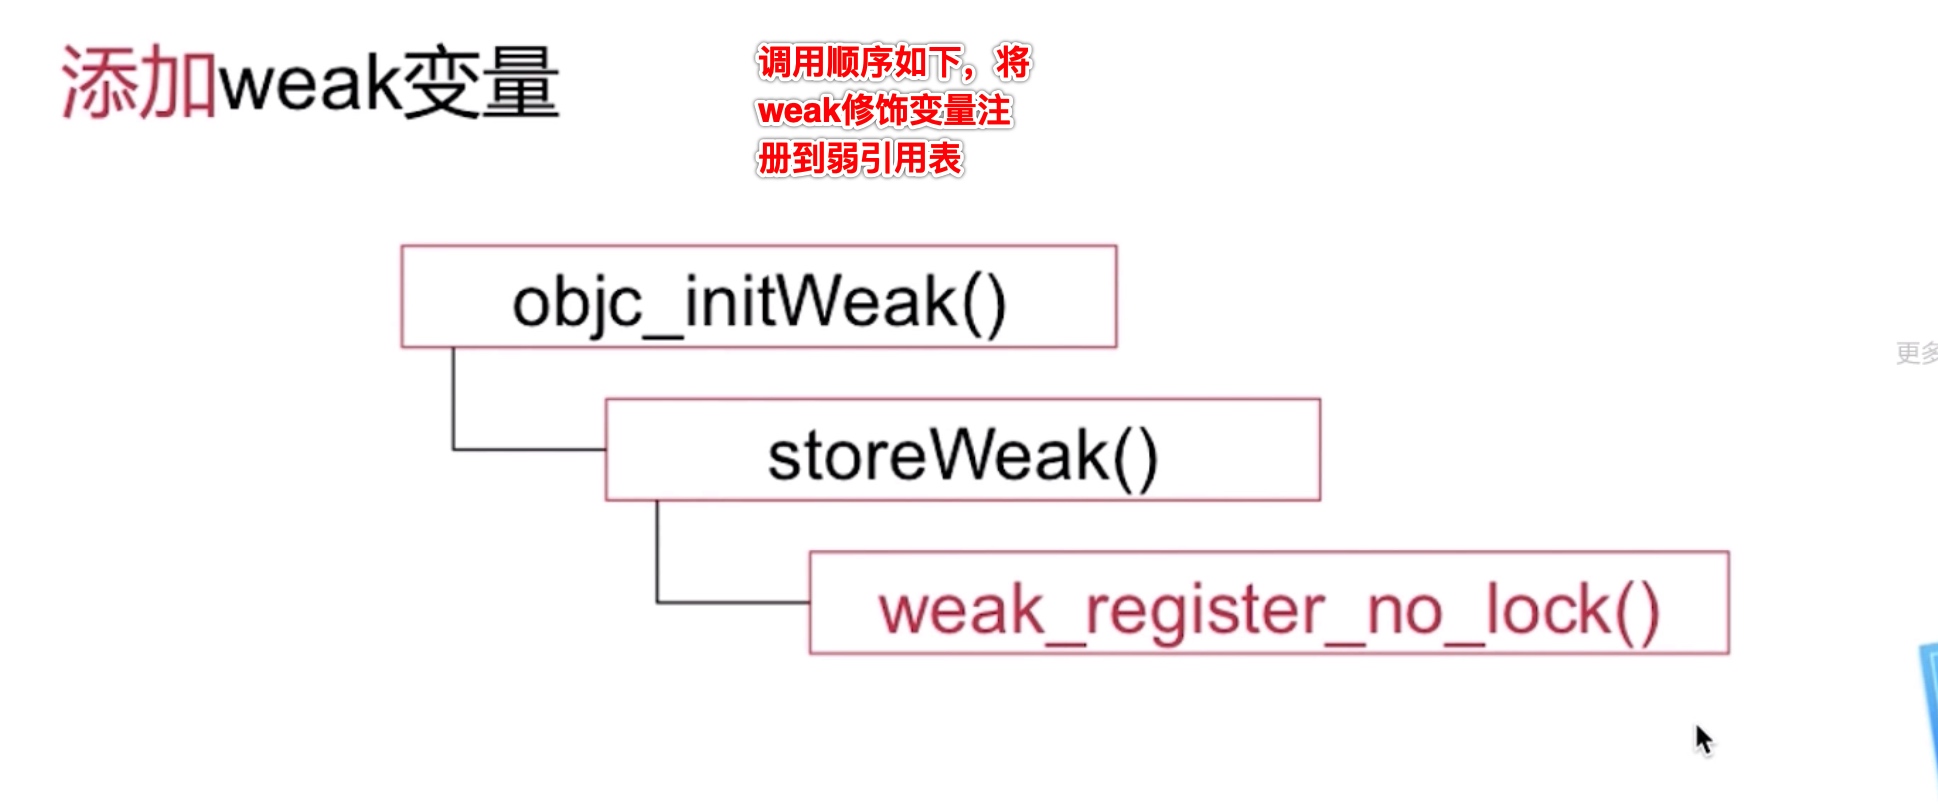 添加weak变量
调用顺序如下，将
weak修饰变量注
册到弱引用表
objc_initWeak()
storeWeak()
更多
weak_register_no_lock()